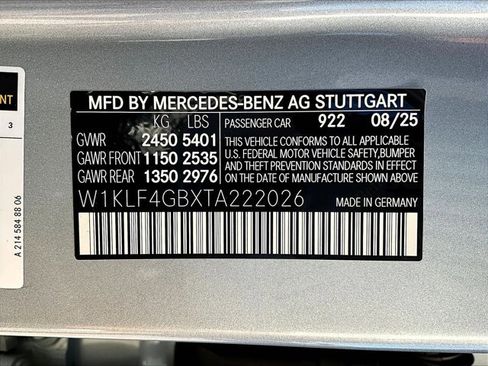 MFD BY MERCEDES-BENZ AG STUTTGART
KG LBS
PASSENGER CAR 922 08/25
GVWR 2450 5401
GAWR FRONT 1150 2535
GAWR REAR 1350 2976
THIS VEHICLE CONFORMS TO ALL APPLICABLE
U.S. FEDERAL MOTOR VEHICLE SAFETY,BUMPER
AND THEFT PREVENTION STANDARDS IN EFFECT
ON THE DATE OF MANUFACTURE SHOWN ABOVE.
W1KLF4GBXTA222026
MADE IN GERMANY
3
A 214 584 88 06